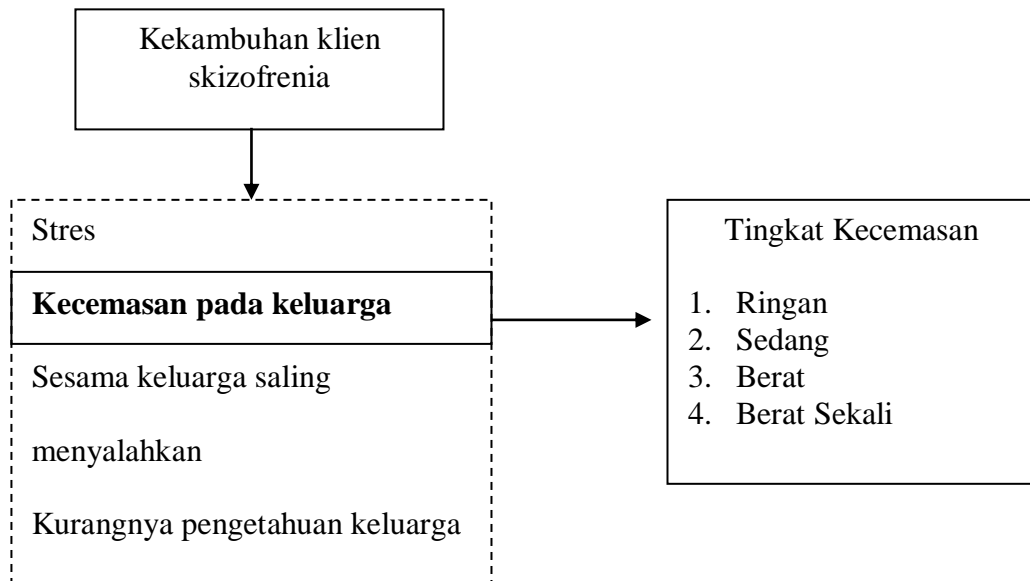 Kekambuhan klien
skizofrenia
Stres
Kecemasan pada keluarga
Sesama keluarga saling
menyalahkan
Kurangnya pengetahuan keluarga
Tingkat Kecemasan
1. Ringan
2. Sedang
3. Berat
4. Berat Sekali